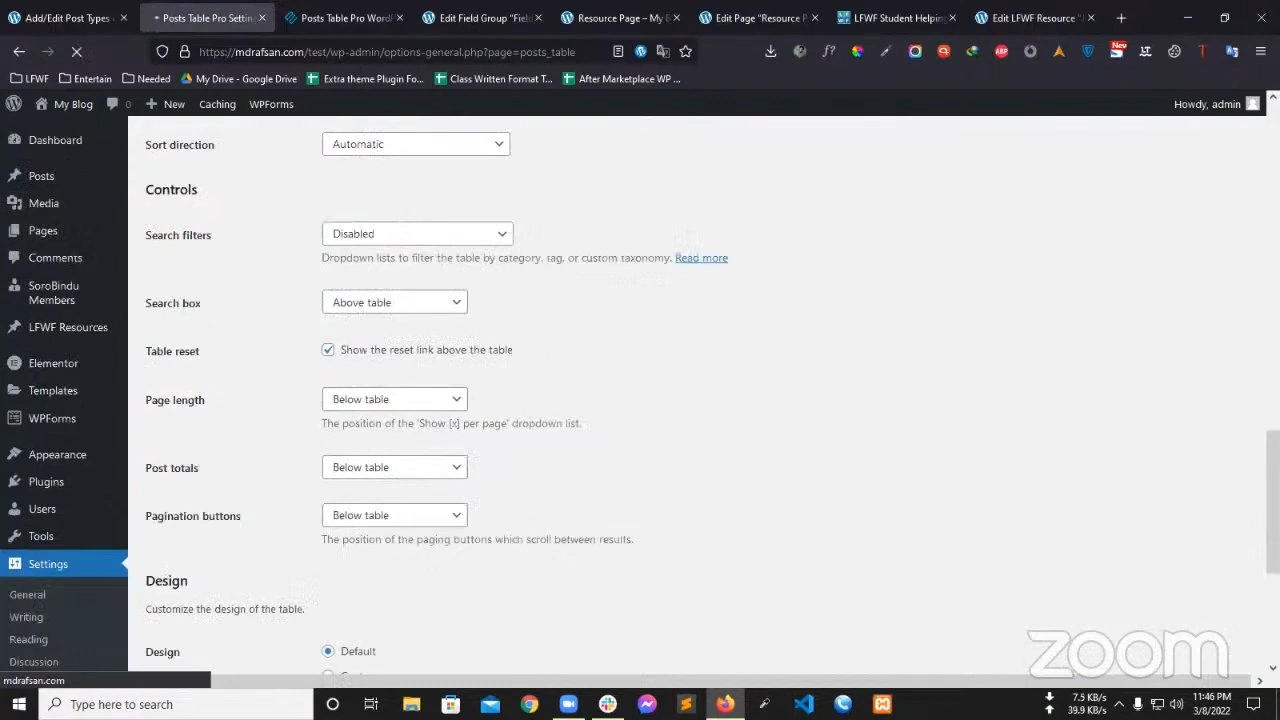 Add/Edit Post Types ‹
Posts Table Pro Settin
Posts Table Pro Word
Edit Field Group "Field
Resource Page – My B
Edit Page "Resource P
LFWF Student Helping
Edit LFWF Resource "
https://mdrafsan.com/test/wp-admin/options-general.php?page=posts_table
New
ABP
LFWF
Entertain
Needed
My Drive - Google Drive
Extra theme Plugin Fo...
Class Written Format T...
After Marketplace WP ...
My Blog
0
New
Caching
WPForms
Howdy, admin
Dashboard
Posts
Media
Pages
Comments
SoroBindu
Members
LFWF Resources
Elementor
Templates
WPForms
Appearance
Plugins
Users
Tools
Settings
General
Writing
Reading
Discussion
mdrafsan.com
Sort direction
Automatic
Controls
Search filters
Disabled
Dropdown lists to filter the table by category, tag, or custom taxonomy. Read more
Search box
Above table
Table reset
Show the reset link above the table
Page length
Below table
The position of the 'Show [x] per page' dropdown list.
Post totals
Below table
Pagination buttons
Below table
The position of the paging buttons which scroll between results.
Design
Customize the design of the table.
Design
Default
zoom
Type here to search
7.5 KB/s
39.9 KB/s
11:46 PM
3/8/2022